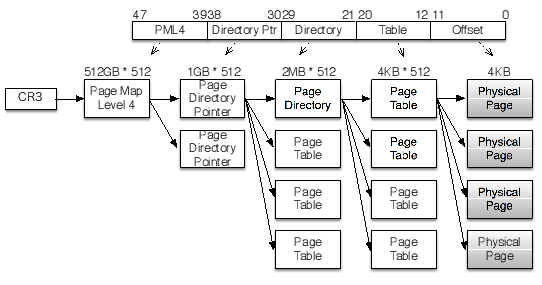 47 39 38 30 29 21 20 12 11 0
PML4 Directory Ptr Directory Table Offset
512GB * 512 1GB * 512 2MB * 512 4KB * 512 4KB
CR3
Page Map
Level 4
Page
Directory
Pointer
Page
Directory
Page
Table
Physical
Page
Page
Directory
Pointer
Page
Table
Page
Table
Physical
Page
Page
Table
Page
Table
Physical
Page
Page
Table
Page
Table
Physical
Page